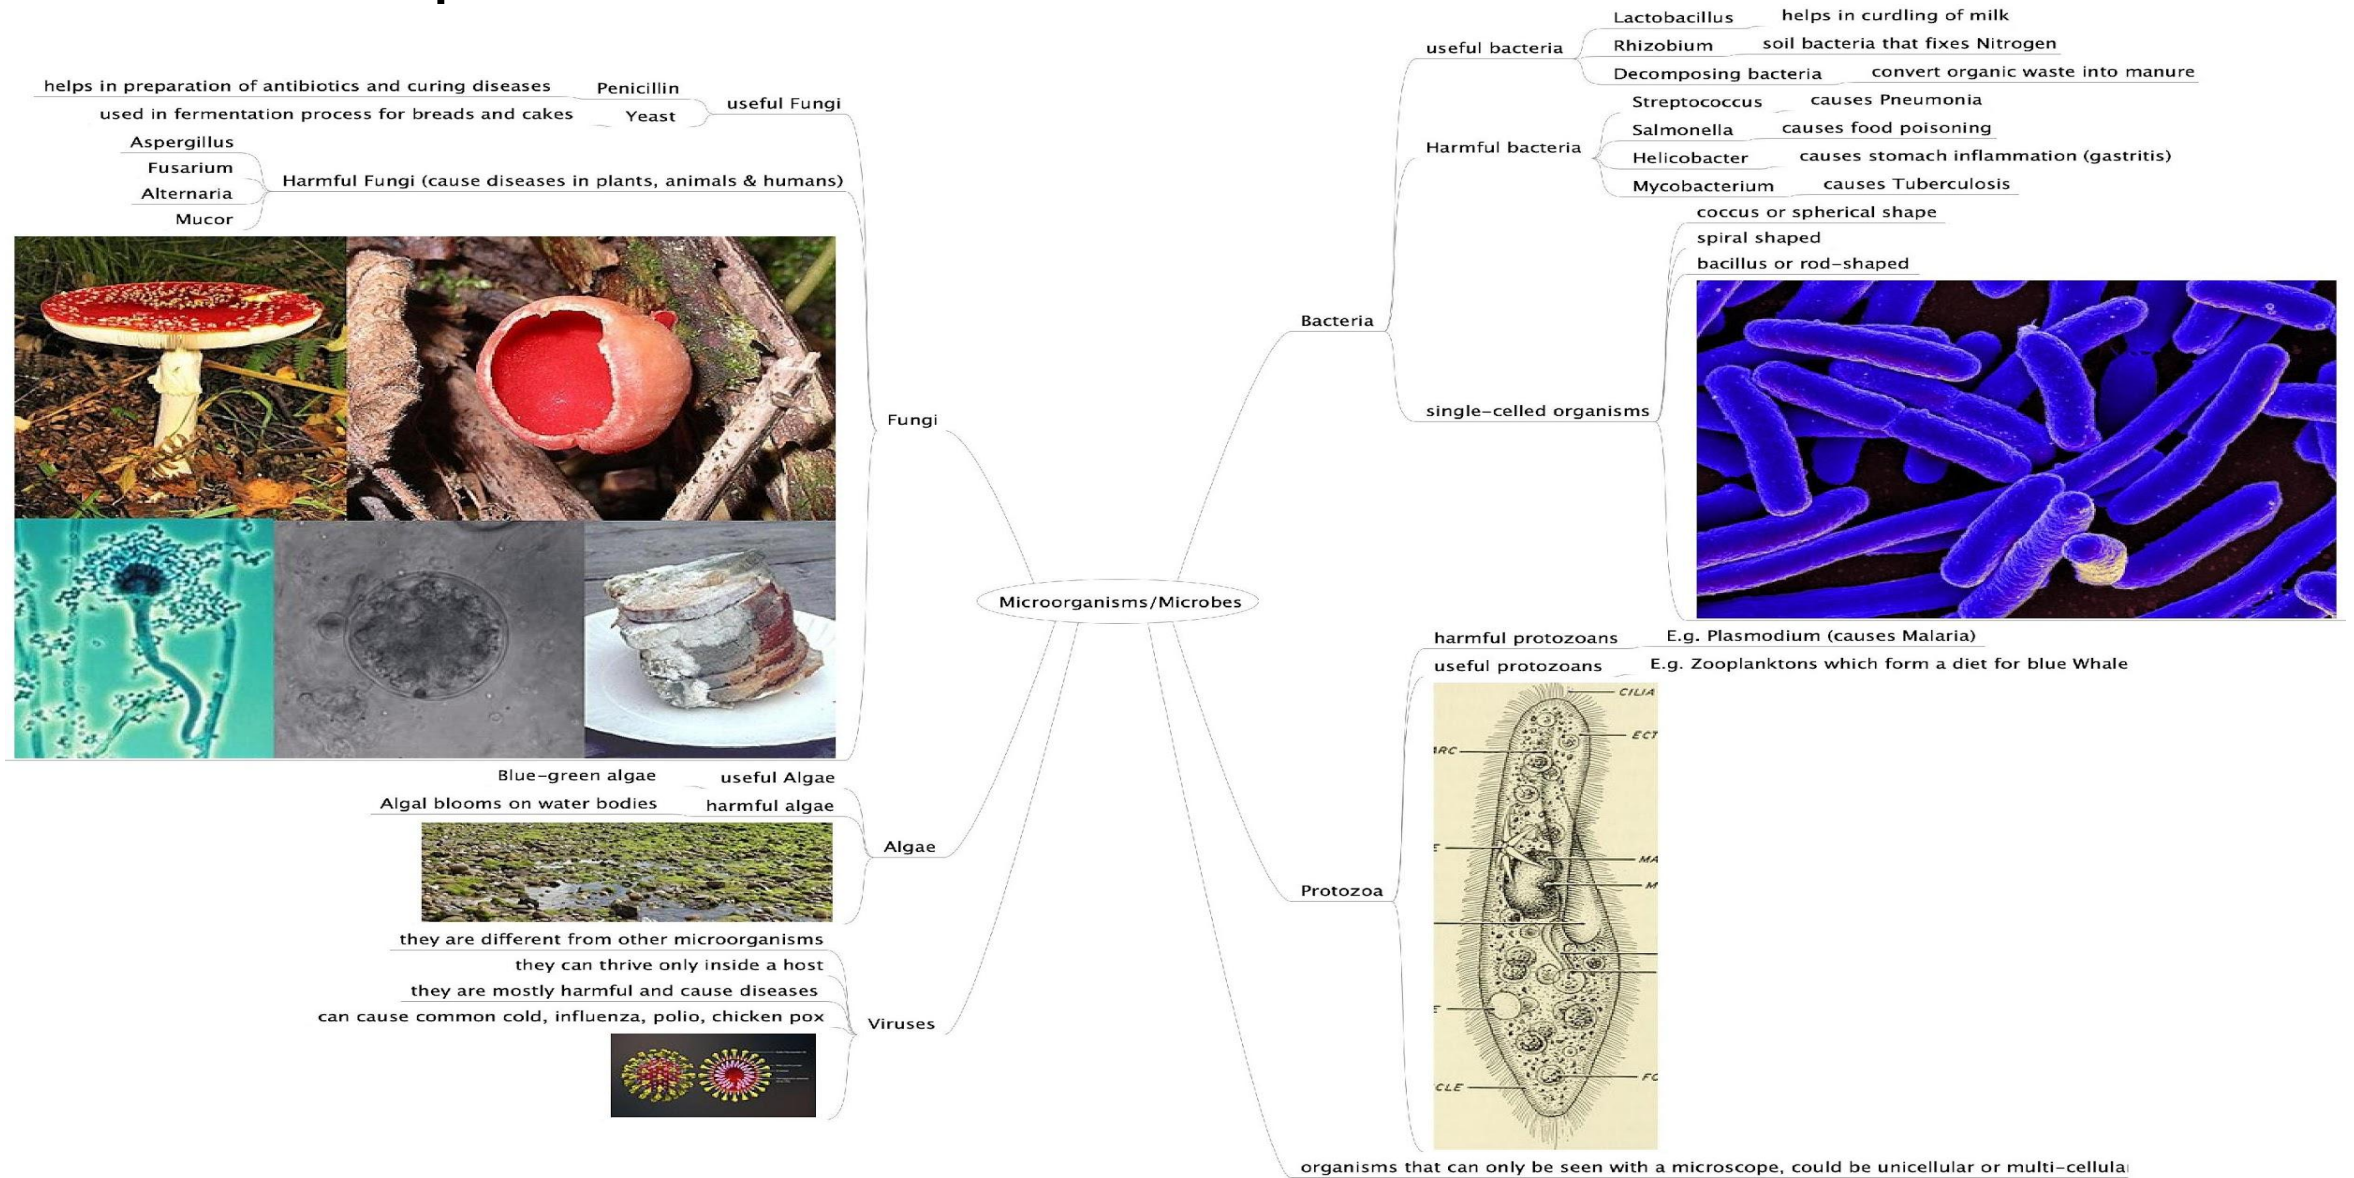 Lactobacillus helps in curdling of milk
useful bacteria
Rhizobium soil bacteria that fixes Nitrogen
Decomposing bacteria convert organic waste into manure
Streptococcus causes Pneumonia
Salmonella causes food poisoning
Harmful bacteria
Helicobacter causes stomach inflammation (gastritis)
Mycobacterium causes Tuberculosis
coccus or spherical shape
spiral shaped
bacillus or rod-shaped
Bacteria
single-celled organisms
helps in preparation of antibiotics and curing diseases Penicillin
useful Fungi
used in fermentation process for breads and cakes Yeast
Aspergillus
Fusarium
Harmful Fungi (cause diseases in plants, animals & humans)
Alternaria
Mucor
Fungi
Microorganisms/Microbes
harmful protozoans E.g. Plasmodium (causes Malaria)
useful protozoans E.g. Zooplanktons which form a diet for blue Whale
CILIA
ECT
ARC
E
MA
M
E
FC
CLE
Protozoa
Blue-green algae useful Algae
Algal blooms on water bodies harmful algae
Algae
they are different from other microorganisms
they can thrive only inside a host
they are mostly harmful and cause diseases
can cause common cold, influenza, polio, chicken pox
Viruses
organisms that can only be seen with a microscope, could be unicellular or multi-cellula